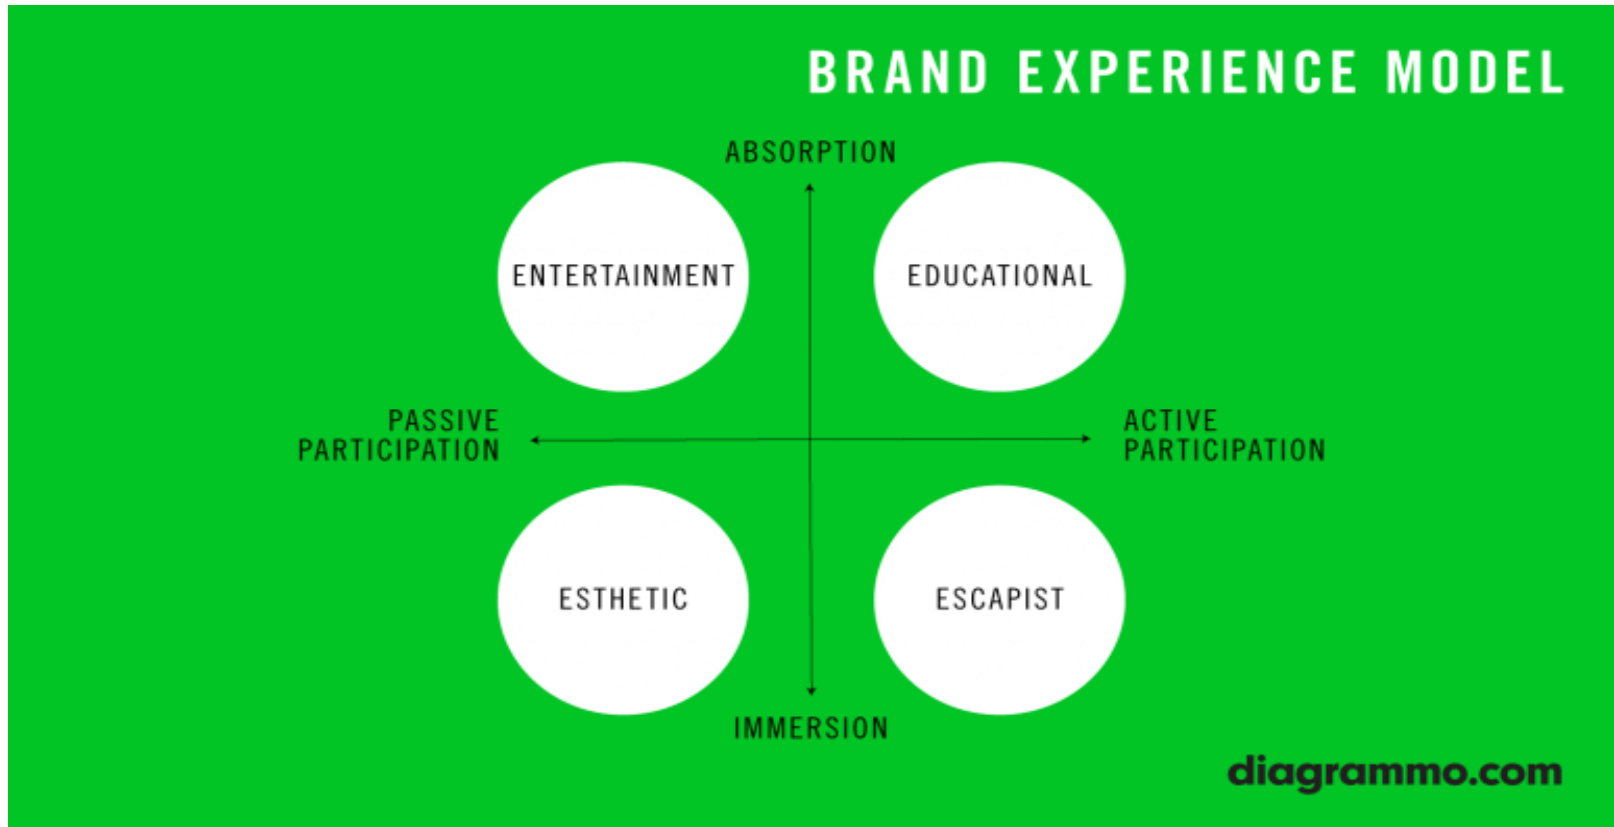 BRAND EXPERIENCE MODEL
ABSORPTION
ENTERTAINMENT
EDUCATIONAL
PASSIVE
PARTICIPATION
ACTIVE
PARTICIPATION
ESTHETIC
ESCAPIST
IMMERSION
diagrammo.com